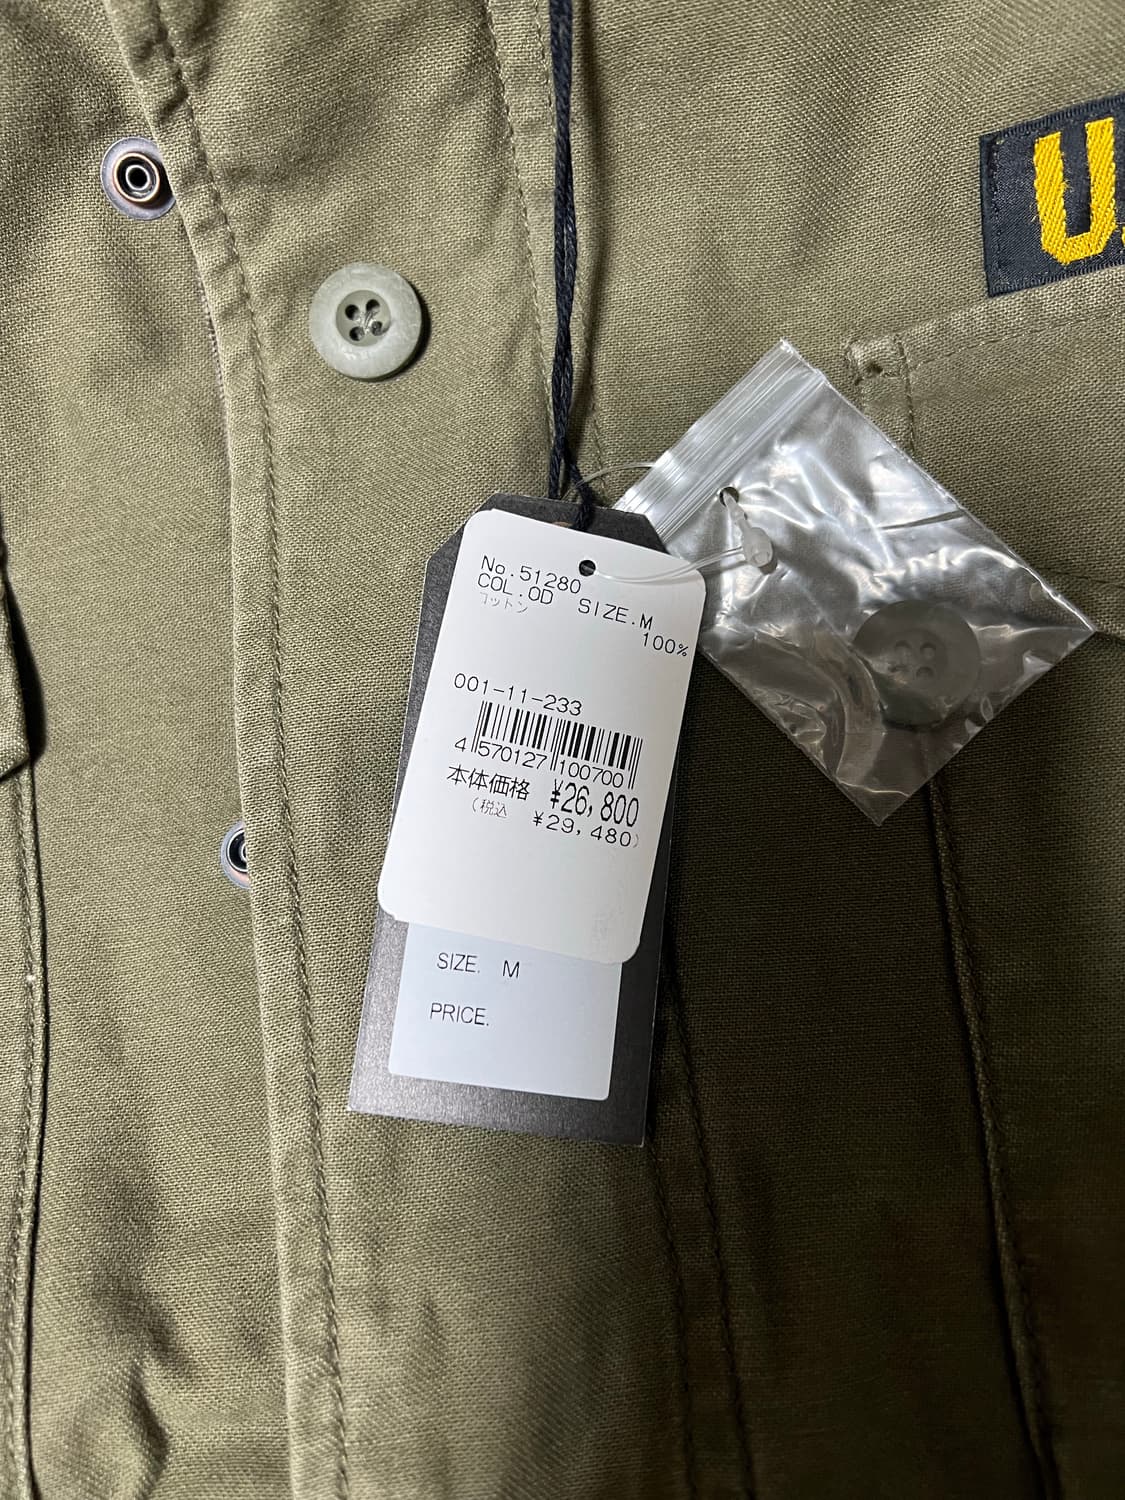 U.
No.51280
COL.OD SIZE.M
コットン 100%
001-11-233
4 570127 100700
本体価格 ¥26,800
(税込 ¥29,480)
SIZE. M
PRICE.